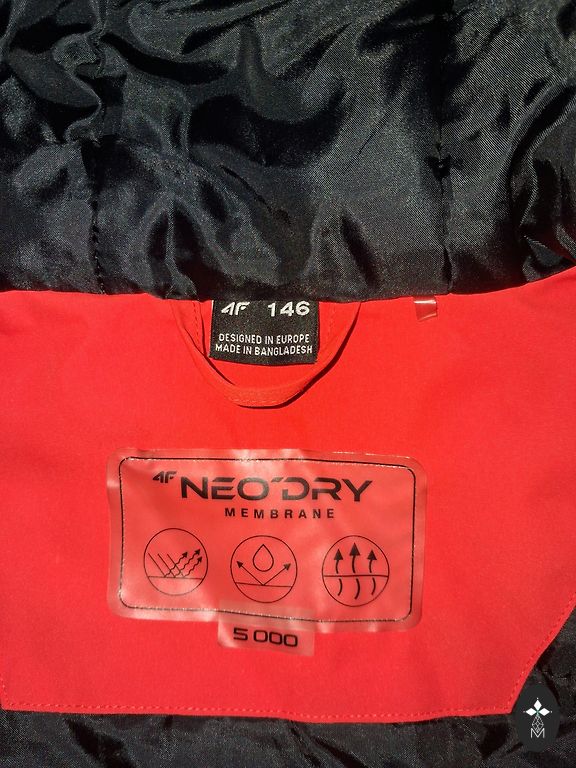 4F 146
DESIGNED IN EUROPE
MADE IN BANGLADESH
4F NEO'DRY
MEMBRANE
5 000